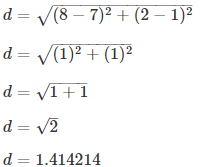 d = √((8 − 7)² + (2 − 1)²)
d = √((1)² + (1)²)
d = √(1 + 1)
d = √2
d = 1.414214